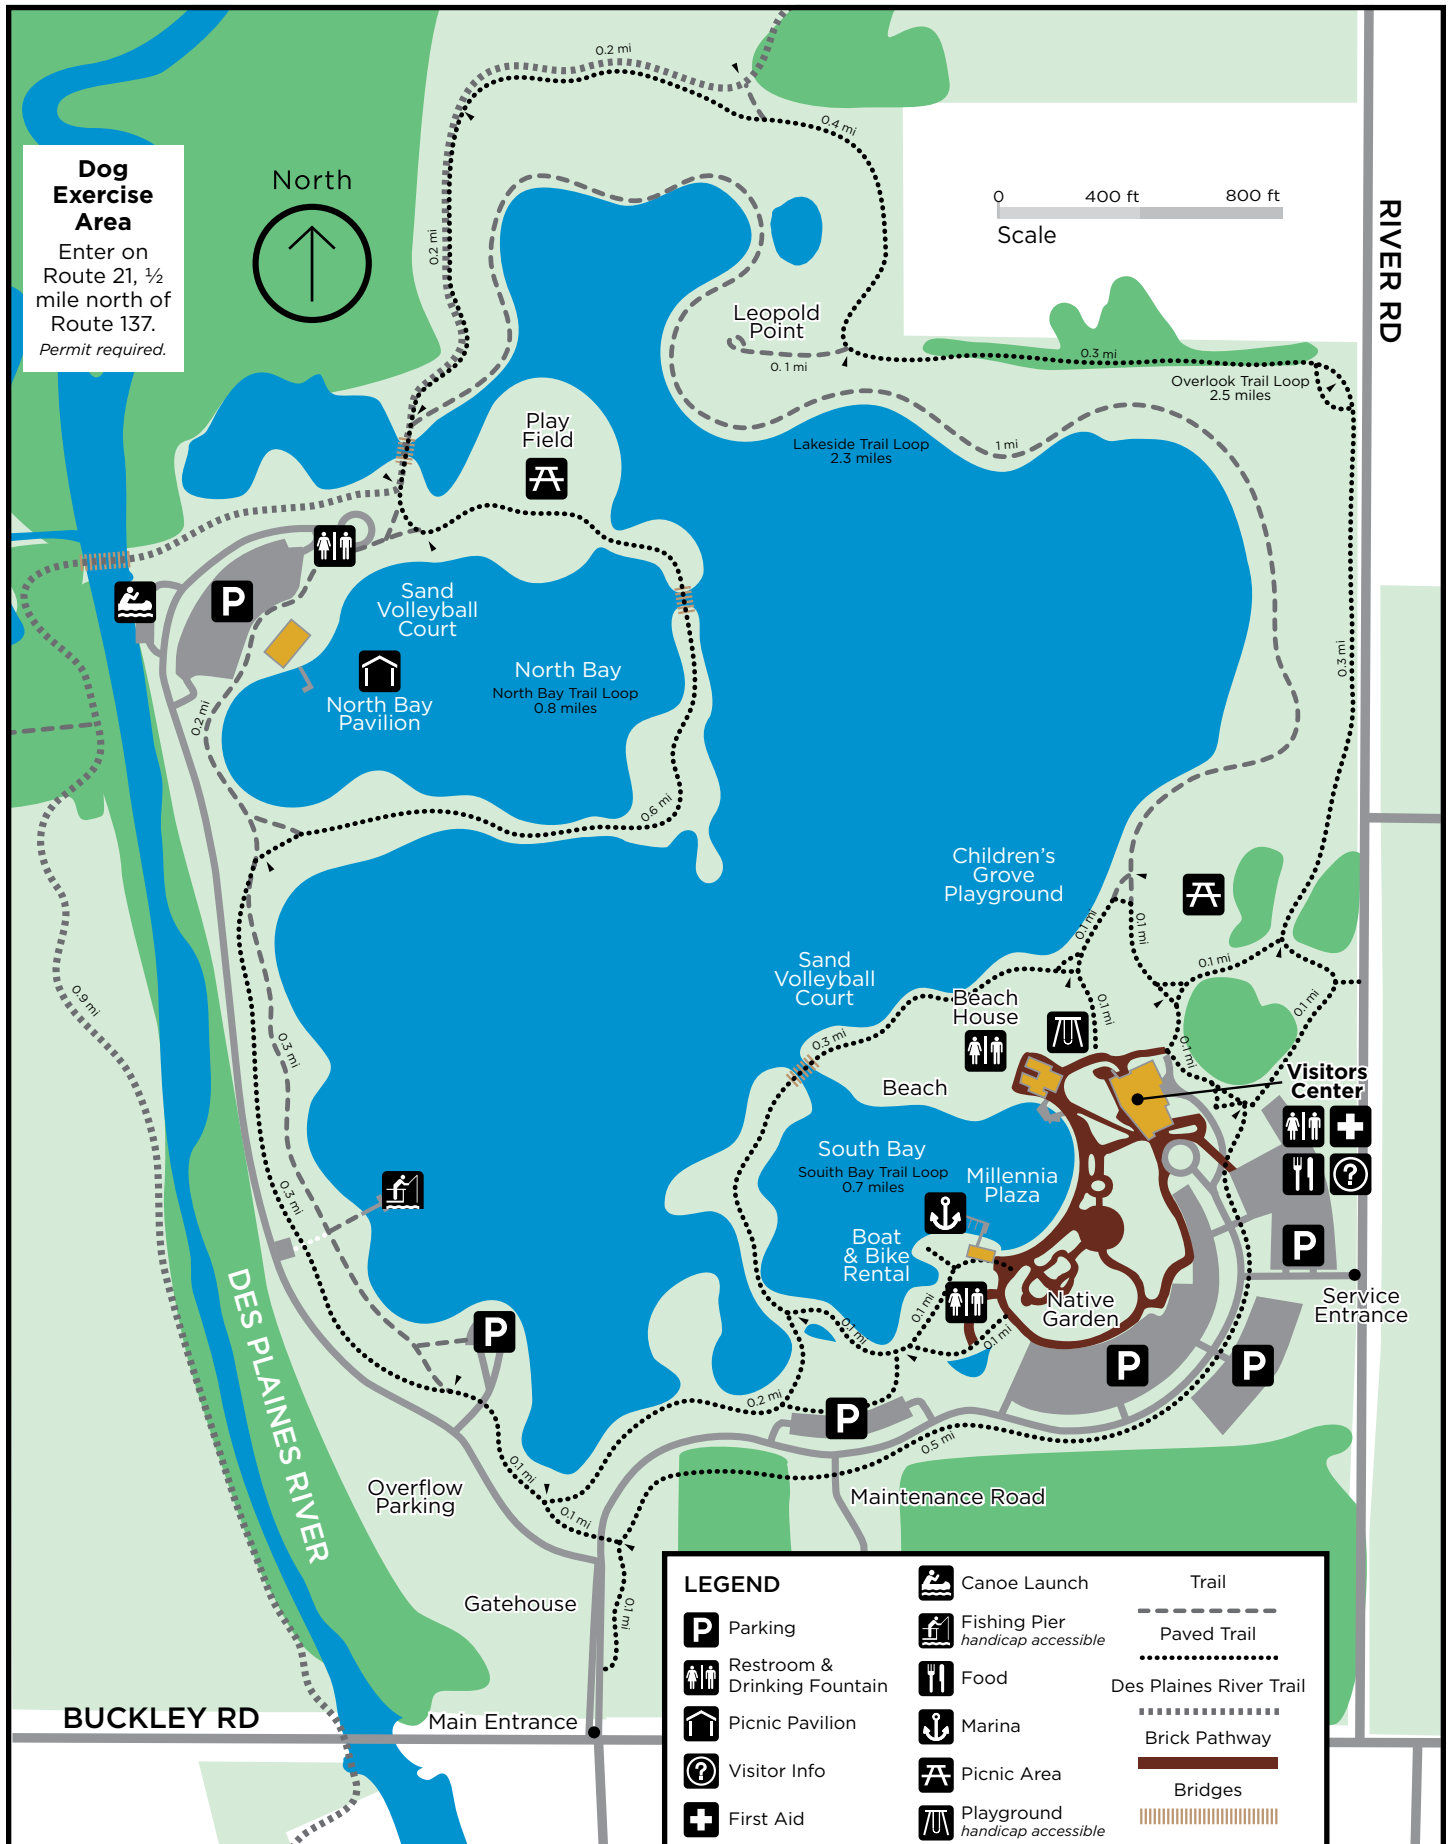 0.2 mi
0.4 mi
Dog
Exercise
Area
Enter on
Route 21, ½
mile north of
Route 137.
Permit required.
North
0.2 mi
0
400 ft
800 ft
Scale
RIVER RD
Leopold
Point
0.1 mi
0.3 mi
Overlook Trail Loop
2.5 miles
Play
Field
Lakeside Trail Loop
2.3 miles
1 mi
P
Sand
Volleyball
Court
North Bay
North Bay Trail Loop
0.8 miles
North Bay
Pavilion
0.2 mi
0.3 mi
0.6 mi
Children's
Grove
Playground
0.1 mi
0.1 mi
0.1 mi
Sand
Volleyball
Court
Beach
House
0.1 mi
0.1 mi
0.9 mi
0.3 mi
0.3 mi
0.1 mi
Visitors
Center
Beach
South Bay
Souith Bay Trail Loop
0.7 miles
Millennia
Plaza
?
0.3 mi
P
Boat
& Bike
Rental
Native
Garden
Service
Entrance
DES PLAINES RIVER
P
0.1 mi
0.1 mi
0.1 mi
P
P
0.2 mi
P
0.5 mi
0.1 mi
Overflow
Parking
0.1 mi
Maintenance Road
Gatehouse
0.1 mi
BUCKLEY RD
Main Entrance
LEGEND
P
Parking
Restroom &
Drinking Fountain
Picnic Pavilion
?
Visitor Info
First Aid
Canoe Launch
Fishing Pier
handicap accessible
Food
Marina
Picnic Area
Playground
handicap accessible
Trail
Paved Trail
Des Plaines River Trail
Brick Pathway
Bridges